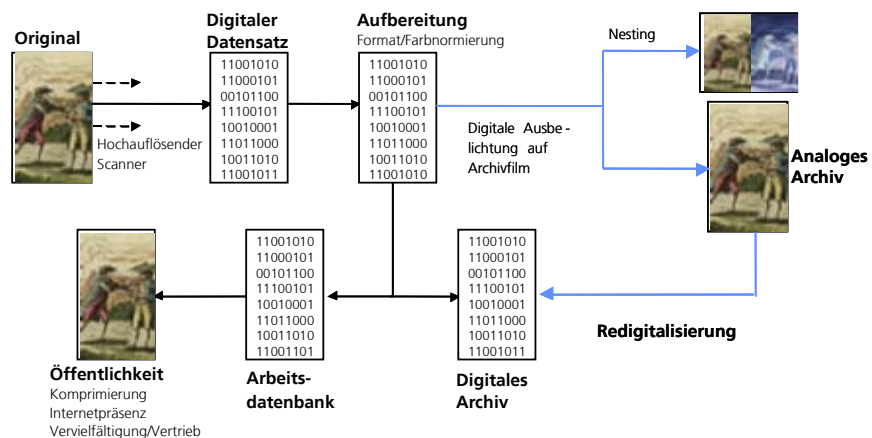 Original
Hochauflösender
Scanner
Digitaler
Datensatz
11001010
11000101
00101100
11100101
10010001
11011000
10011010
11001011
Aufbereitung
Format/Farbnormierung
11001010
11000101
00101100
11100101
10010001
11011000
10011010
11001010
Digitale Ausbe -
lichtung auf
Archivfilm
Nesting
Analoges
Archiv
Redigitalisierung
11001010
11000101
00101100
11100101
10010001
11011000
10011010
11001011
Digitales
Archiv
11001010
11000101
00101100
11100101
10010001
11011000
10011010
11001101
Arbeits-
datenbank
Öffentlichkeit
Komprimierung
Internetpräsenz
Vervielfältigung/Vertrieb